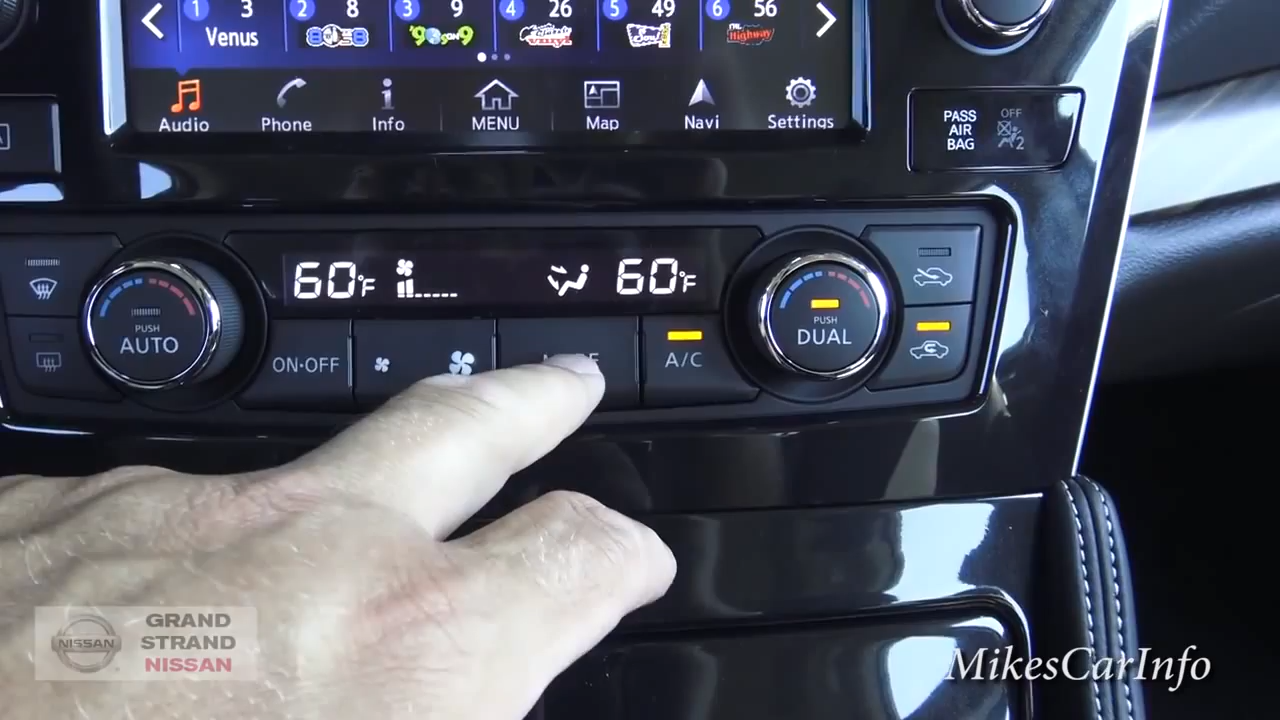 1 3 2 8 3 9 4 26 5 49 6 56
Venus
The Highway
Audio Phone Info MENU Map Navi Settings
PASS
AIR
BAG
OFF
2
60°F 60°F
PUSH
AUTO
PUSH
DUAL
ON•OFF
A/C
NISSAN
GRAND
STRAND
NISSAN
MikesCarInfo